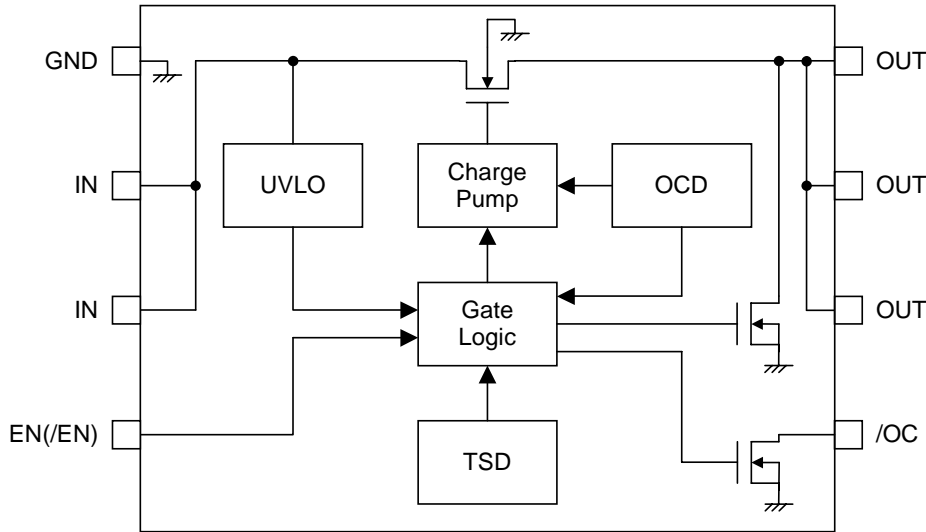 GND
OUT
IN
UVLO
Charge
Pump
OCD
OUT
IN
Gate
Logic
OUT
EN(/EN)
TSD
/OC